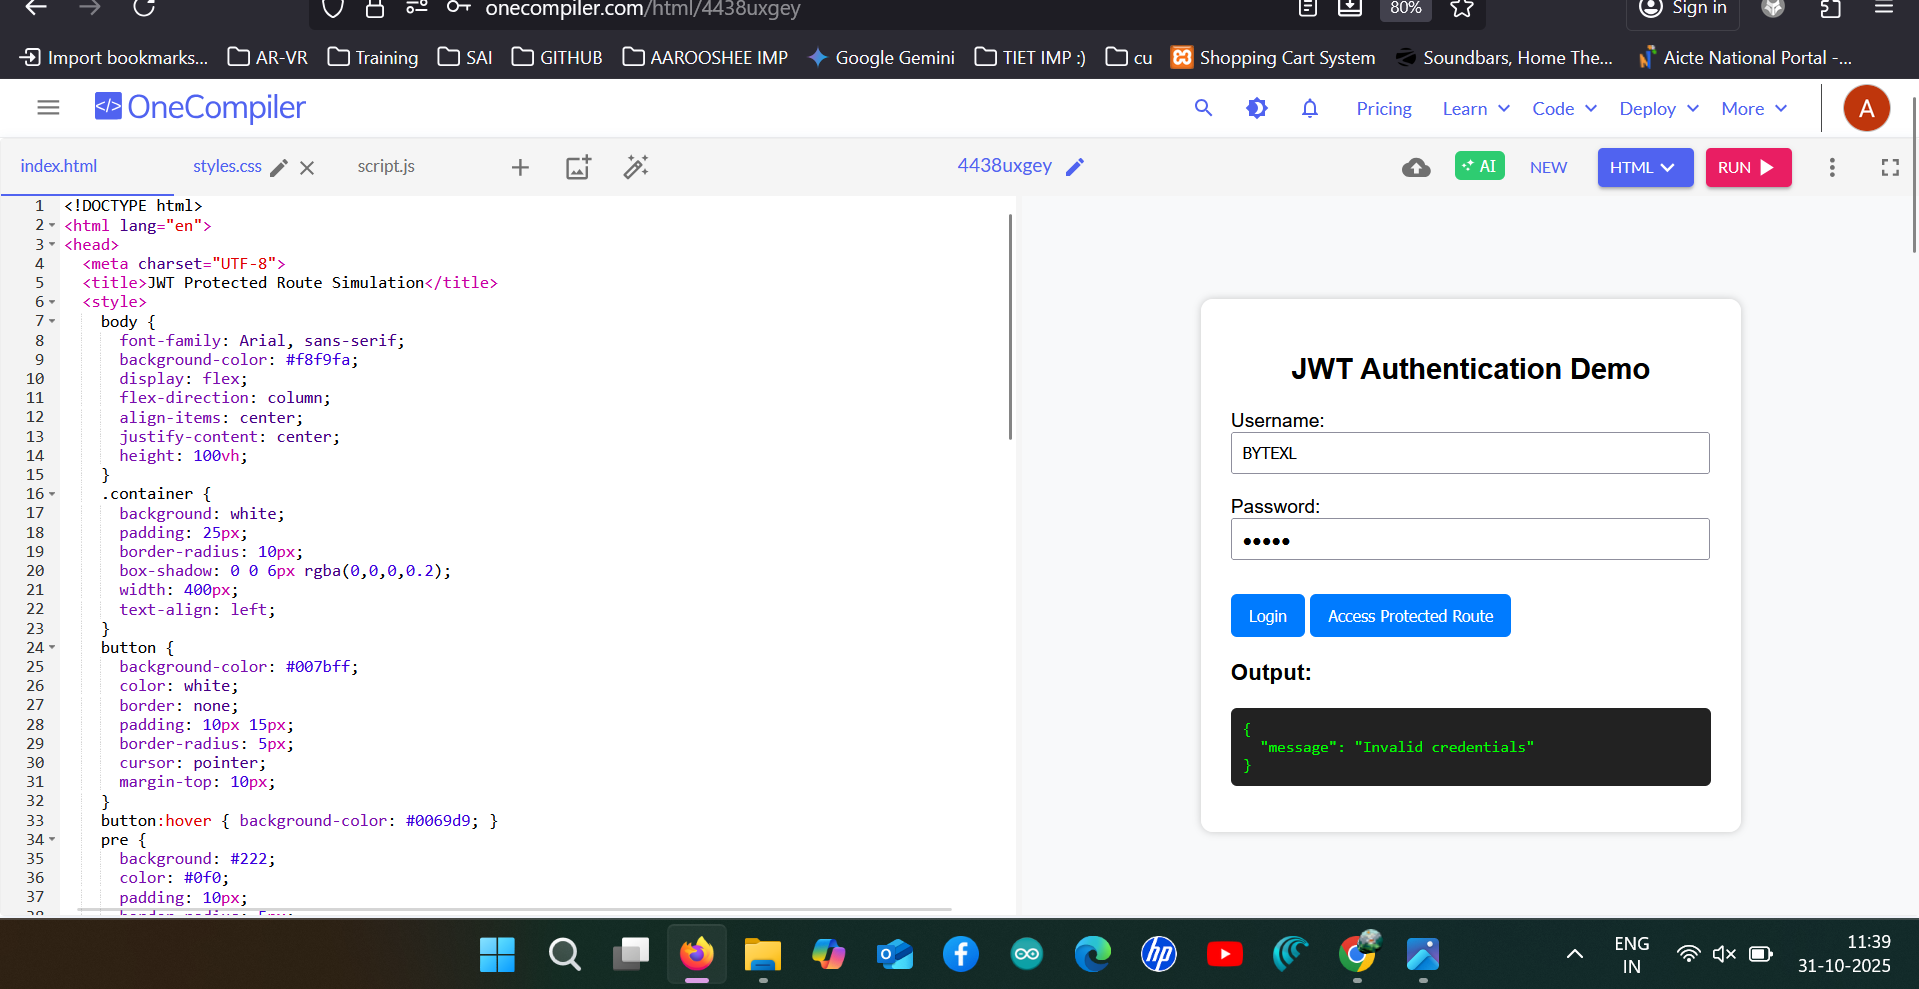 onecompiler.com/html/4438uxgey
80%
Sign in
Import bookmarks...
AR-VR
Training
SAI
GITHUB
AAROOSHEE IMP
Google Gemini
TIET IMP :)
cu
Shopping Cart System
Soundbars, Home The...
Aicte National Portal -...
</> OneCompiler
Pricing
Learn
Code
Deploy
More
A
index.html
styles.css
script.js
4438uxgey
AI
NEW
HTML
RUN
1 <!DOCTYPE html>
2 <html lang="en">
3 <head>
4 <meta charset="UTF-8">
5 <title>JWT Protected Route Simulation</title>
6 <style>
7 body {
8 font-family: Arial, sans-serif;
9 background-color: #f8f9fa;
10 display: flex;
11 flex-direction: column;
12 align-items: center;
13 justify-content: center;
14 height: 100vh;
15 }
16 .container {
17 background: white;
18 padding: 25px;
19 border-radius: 10px;
20 box-shadow: 0 0 6px rgba(0,0,0,0.2);
21 width: 400px;
22 text-align: left;
23 }
24 button {
25 background-color: #007bff;
26 color: white;
27 border: none;
28 padding: 10px 15px;
29 border-radius: 5px;
30 cursor: pointer;
31 margin-top: 10px;
32 }
33 button:hover { background-color: #0069d9; }
34 pre {
35 background: #222;
36 color: #0f0;
37 padding: 10px;
JWT Authentication Demo
Username:
BYTEXL
Password:
•••••
Login
Access Protected Route
Output:
{
"message": "Invalid credentials"
}
hp
ENG
IN
11:39
31-10-2025